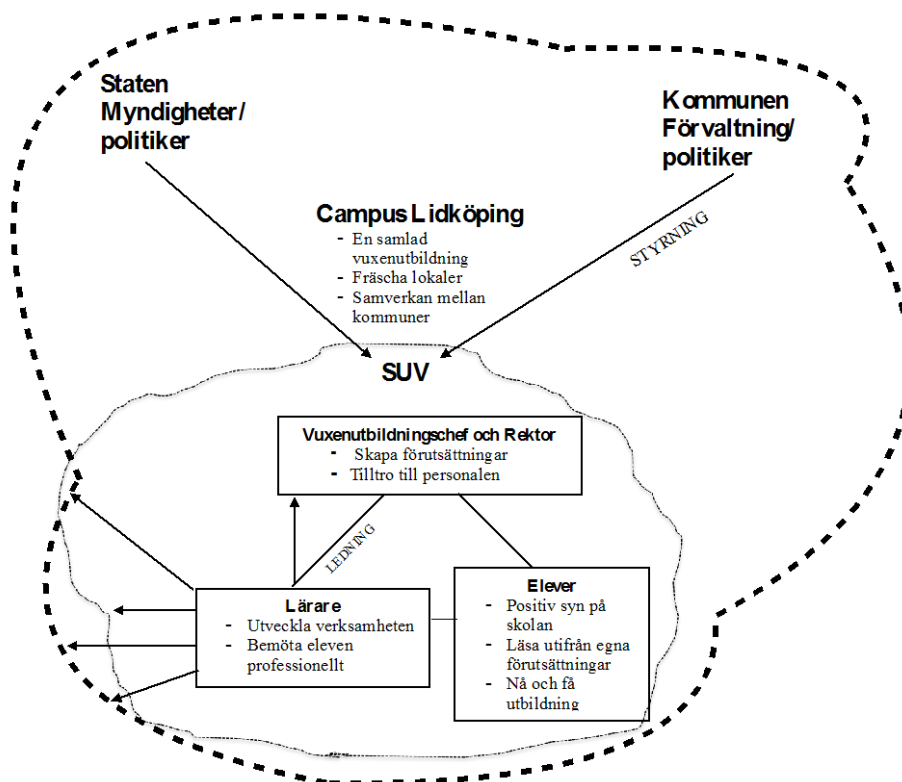 Staten
Myndigheter/
politiker
Kommunen
Förvaltning/
politiker
Campus Lidköping
- En samlad
vuxenutbildning
- Fräscha lokaler
- Samverkan mellan
kommuner
STYRNING
SUV
Vuxenutbildningschef och Rektor
- Skapa förutsättningar
- Tilltro till personalen
LEDNING
Lärare
- Utveckla verksamheten
- Bemöta eleven
professionellt
Elever
- Positiv syn på
skolan
- Läsa utifrån egna
förutsättningar
- Nå och få
utbildning